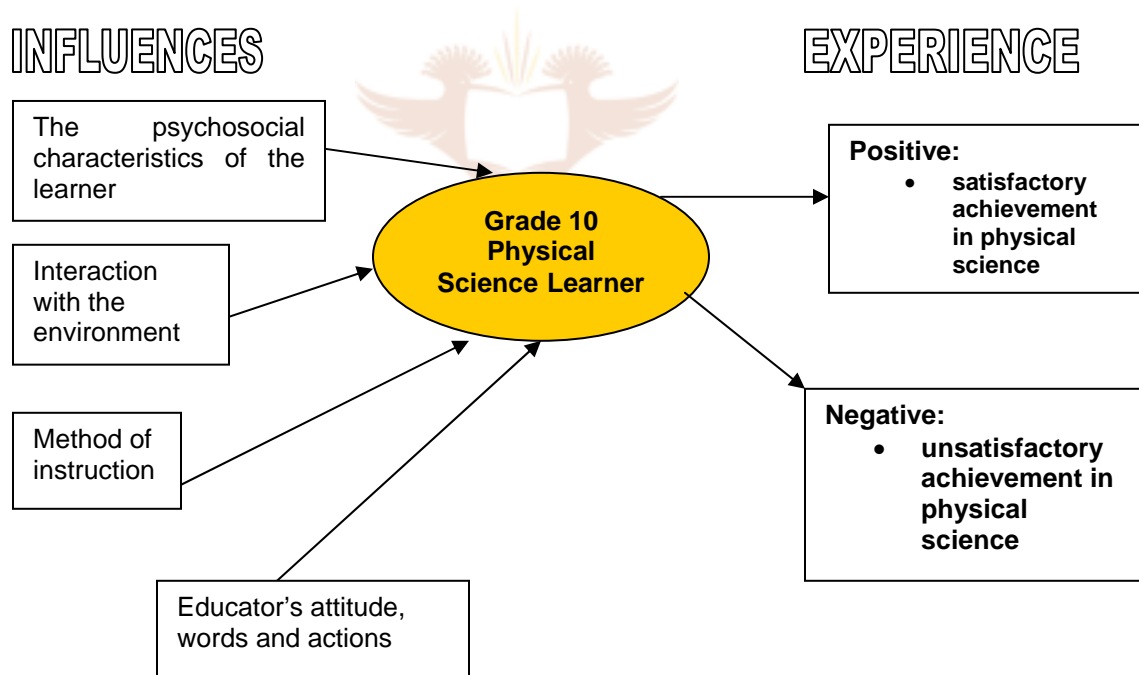 INFLUENCES
EXPERIENCE
The psychosocial
characteristics of the
learner
Interaction
with the
environment
Method of
instruction
Educator’s attitude,
words and actions
Grade 10
Physical
Science Learner
Positive:
• satisfactory
achievement
in physical
science
Negative:
• unsatisfactory
achievement in
physical
science